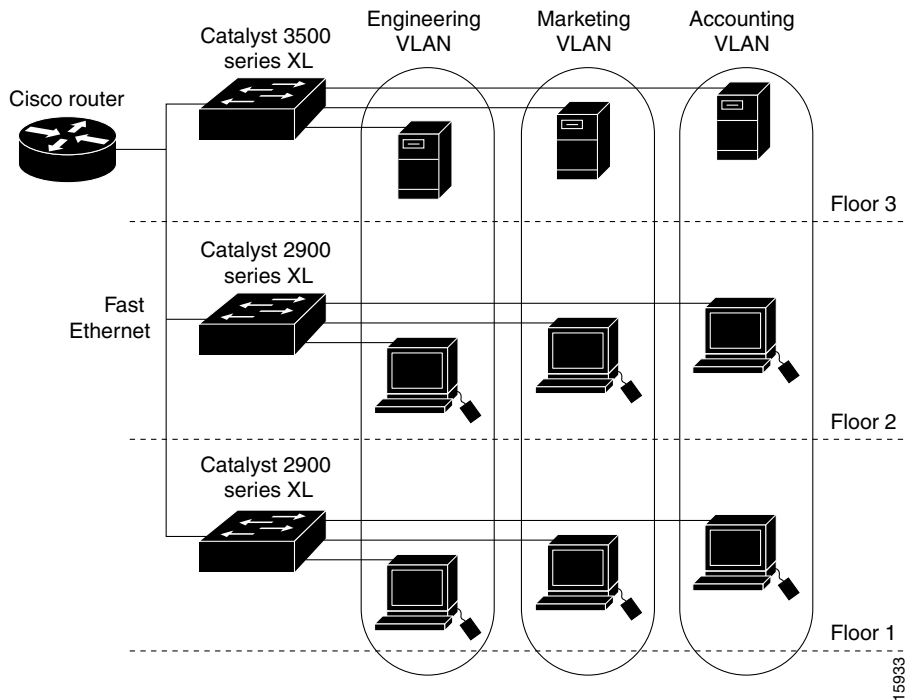 Engineering
VLAN
Marketing
VLAN
Accounting
VLAN
Catalyst 3500
series XL
Cisco router
Floor 3
Catalyst 2900
series XL
Fast
Ethernet
Floor 2
Catalyst 2900
series XL
Floor 1
15933